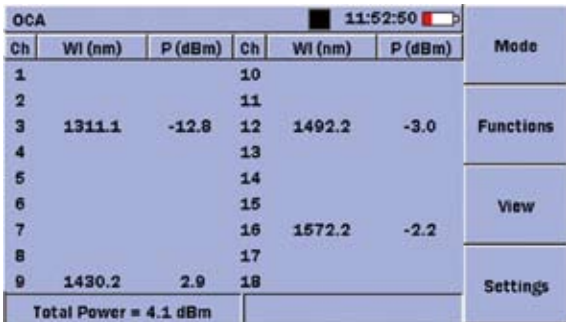 OCA 11:52:50
Ch Wl (nm) P (dBm) Ch Wl (nm) P (dBm)
1 10
2 11
3 1311.1 -12.8 12 1492.2 -3.0
4 13
5 14
6 15
7 16 1572.2 -2.2
8 17
9 1430.2 2.9 18
Total Power = 4.1 dBm
Mode
Functions
View
Settings